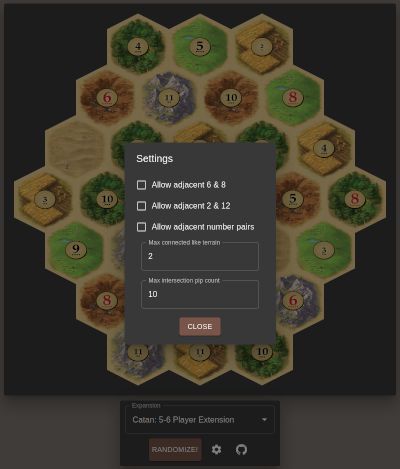 4
5
2
6
11
10
8
4
3
10
5
8
9
3
8
6
11
11
10
Settings
Allow adjacent 6 & 8
Allow adjacent 2 & 12
Allow adjacent number pairs
Max connected like terrain
2
Max intersection pip count
10
CLOSE
Expansion
Catan: 5-6 Player Extension
RANDOMIZE!